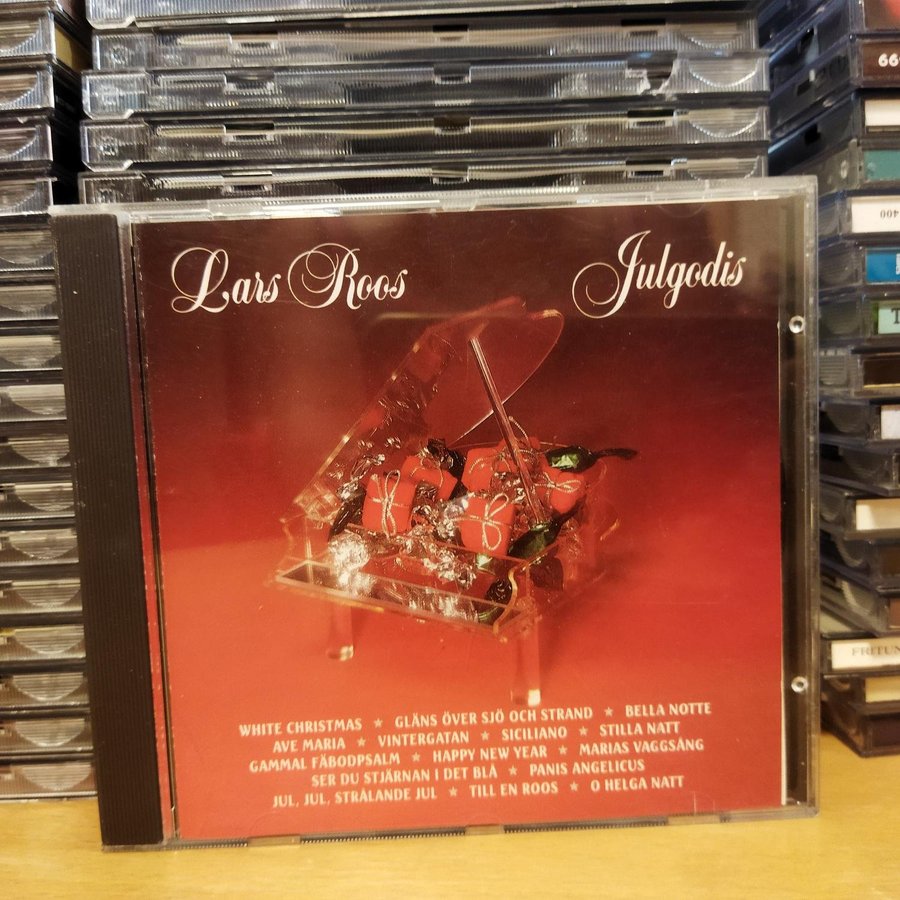 Lars Roos
Julgodis
WHITE CHRISTMAS ★ GLÄNS ÖVER SJÖ OCH STRAND ★ BELLA NOTTE
AVE MARIA ★ VINTERGATAN ★ SICILIANO ★ STILLA NATT
GAMMAL FÄBODPSALM ★ HAPPY NEW YEAR ★ MARIAS VAGGSÅNG
SER DU STJÄRNAN I DET BLÅ ★ PANIS ANGELICUS
JUL, JUL, STRÅLANDE JUL ★ TILL EN ROOS ★ O HELGA NATT